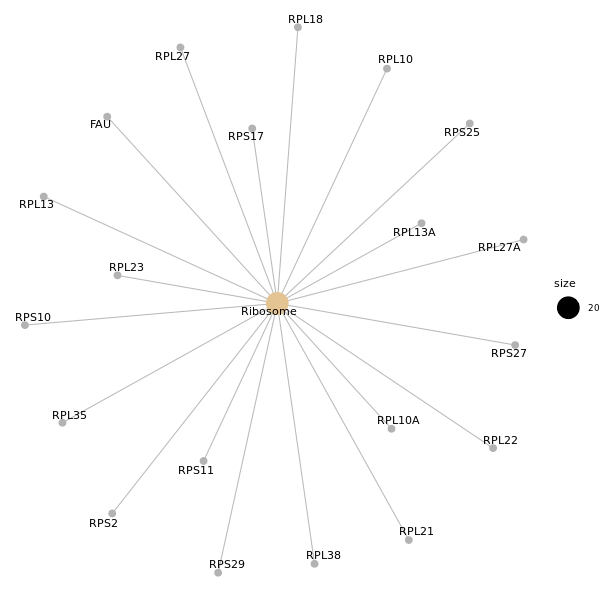 RPL18
RPL27
RPL10
FAU
RPS17
RPS25
RPL13
RPL13A
RPL27A
RPL23
size
20
RPS10
Ribosome
RPS27
RPL35
RPL10A
RPL22
RPS11
RPS2
RPL21
RPS29
RPL38